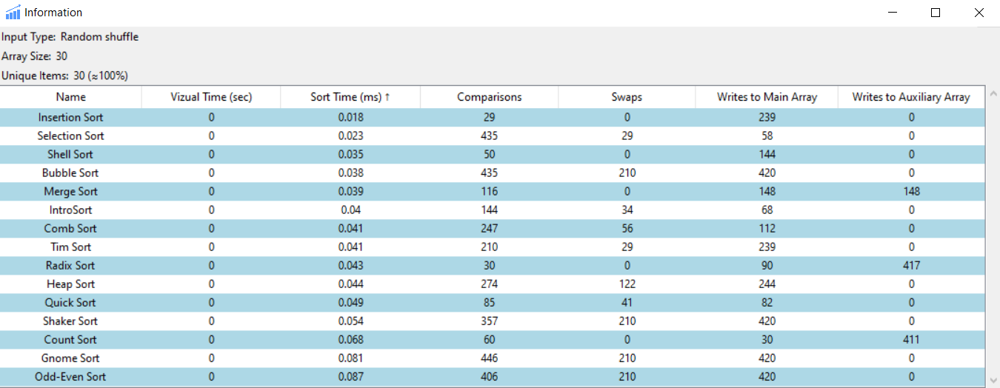 Information
Input Type: Random shuffle
Array Size: 30
Unique Items: 30 (≈100%)
Name Vizual Time (sec) Sort Time (ms) ↑ Comparisons Swaps Writes to Main Array Writes to Auxiliary Array
Insertion Sort 0 0.018 29 0 239 0
Selection Sort 0 0.023 435 29 58 0
Shell Sort 0 0.035 50 0 144 0
Bubble Sort 0 0.038 435 210 420 0
Merge Sort 0 0.039 116 0 148 148
IntroSort 0 0.04 144 34 68 0
Comb Sort 0 0.041 247 56 112 0
Tim Sort 0 0.041 210 29 239 0
Radix Sort 0 0.043 30 0 90 417
Heap Sort 0 0.044 274 122 244 0
Quick Sort 0 0.049 85 41 82 0
Shaker Sort 0 0.054 357 210 420 0
Count Sort 0 0.068 60 0 30 411
Gnome Sort 0 0.081 446 210 420 0
Odd-Even Sort 0 0.087 406 210 420 0